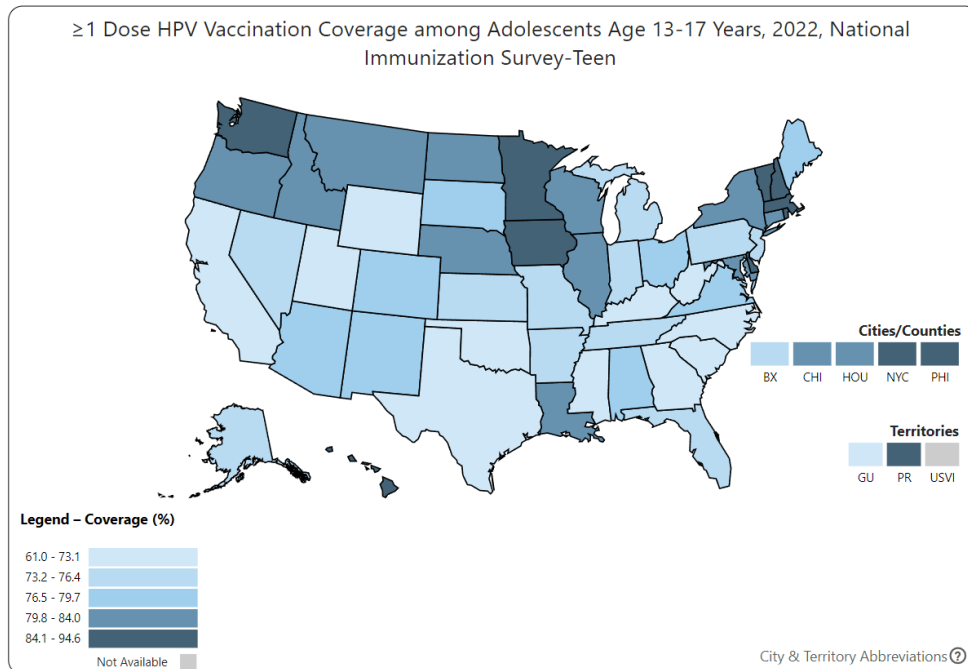 ≥1 Dose HPV Vaccination Coverage among Adolescents Age 13-17 Years, 2022, National
Immunization Survey-Teen
Cities/Counties
BX CHI HOU NYC PHI
Territories
GU PR USVI
Legend – Coverage (%)
61.0 - 73.1
73.2 - 76.4
76.5 - 79.7
79.8 - 84.0
84.1 - 94.6
Not Available
City & Territory Abbreviations ?